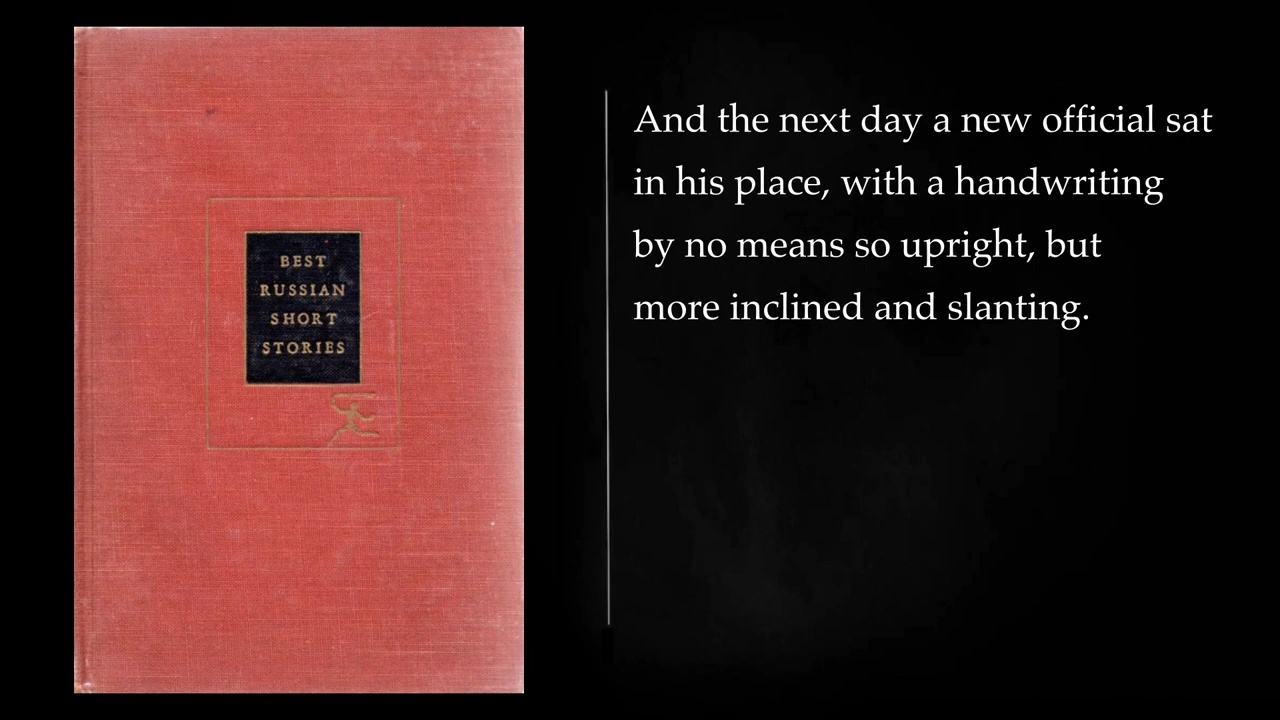 BEST
RUSSIAN
SHORT
STORIES
And the next day a new official sat
in his place, with a handwriting
by no means so upright, but
more inclined and slanting.